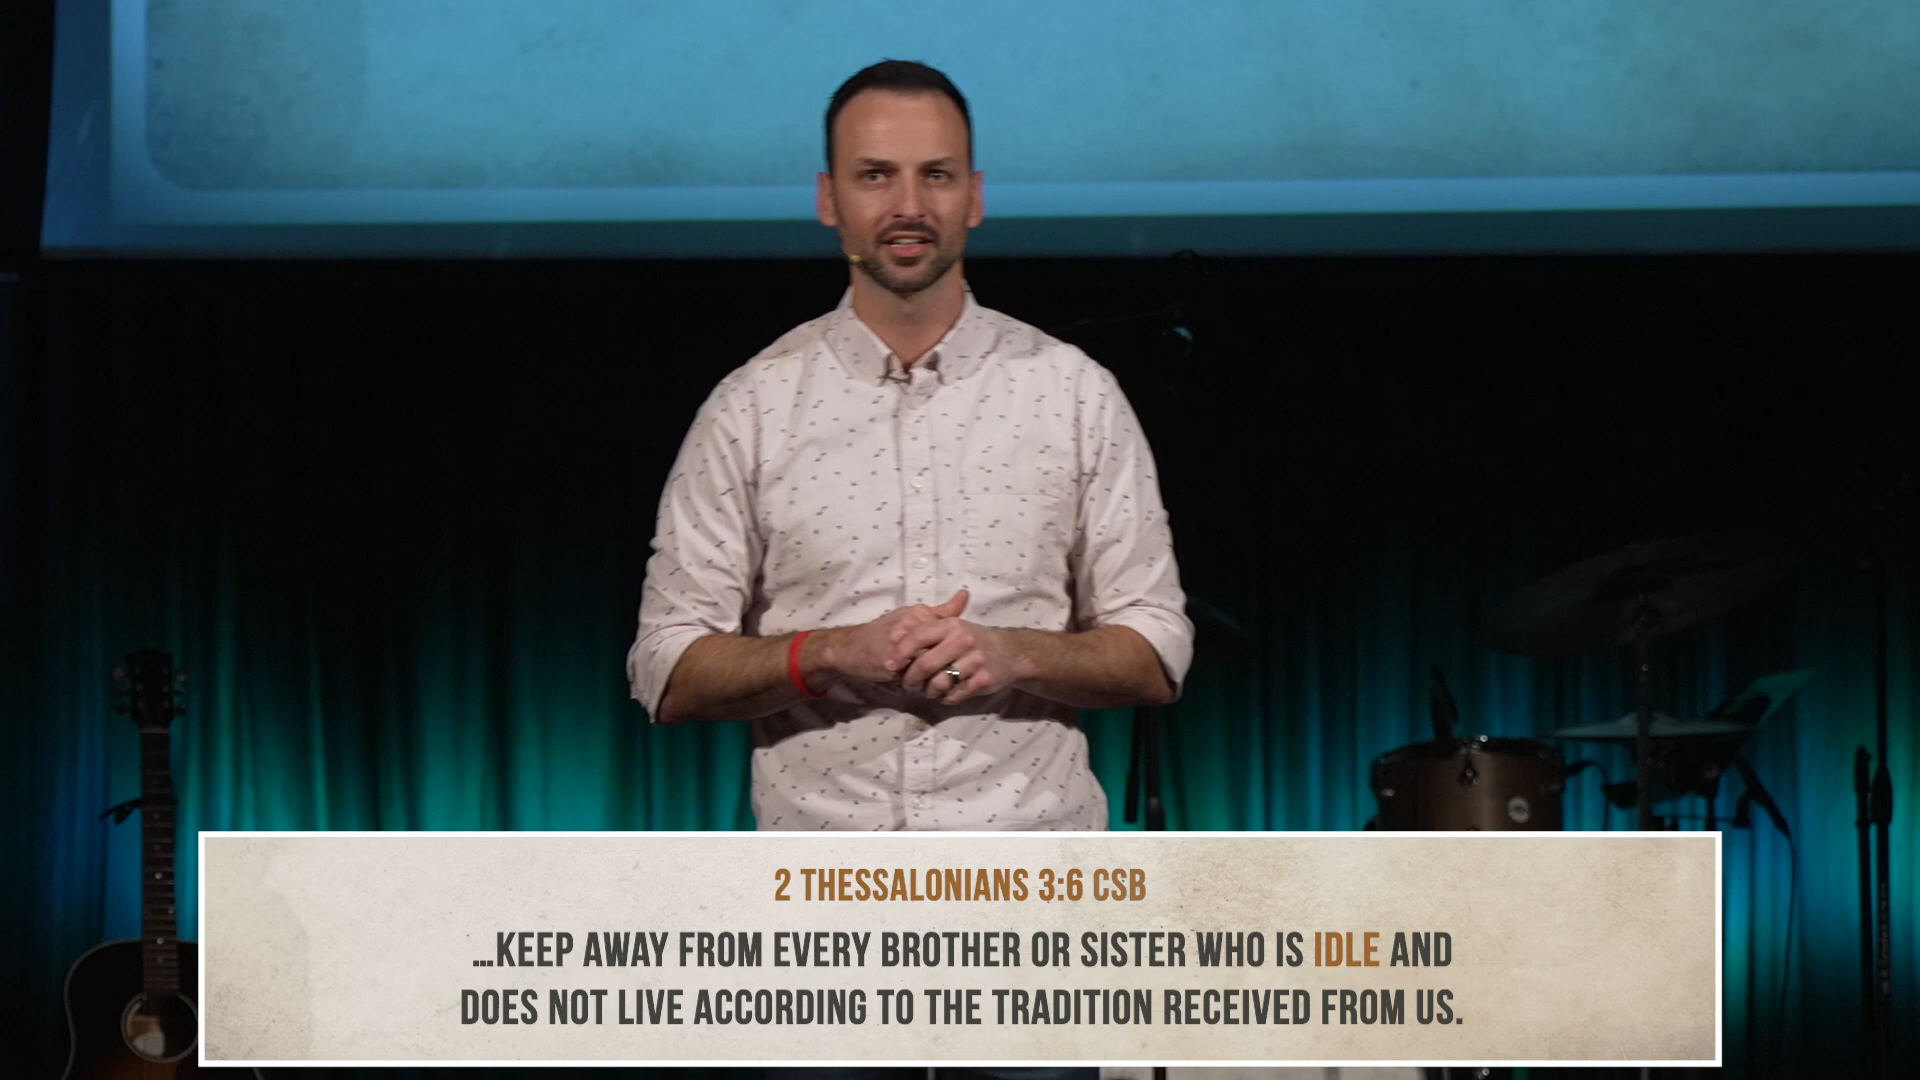 2 THESSALONIANS 3:6 CSB
...KEEP AWAY FROM EVERY BROTHER OR SISTER WHO IS IDLE AND
DOES NOT LIVE ACCORDING TO THE TRADITION RECEIVED FROM US.